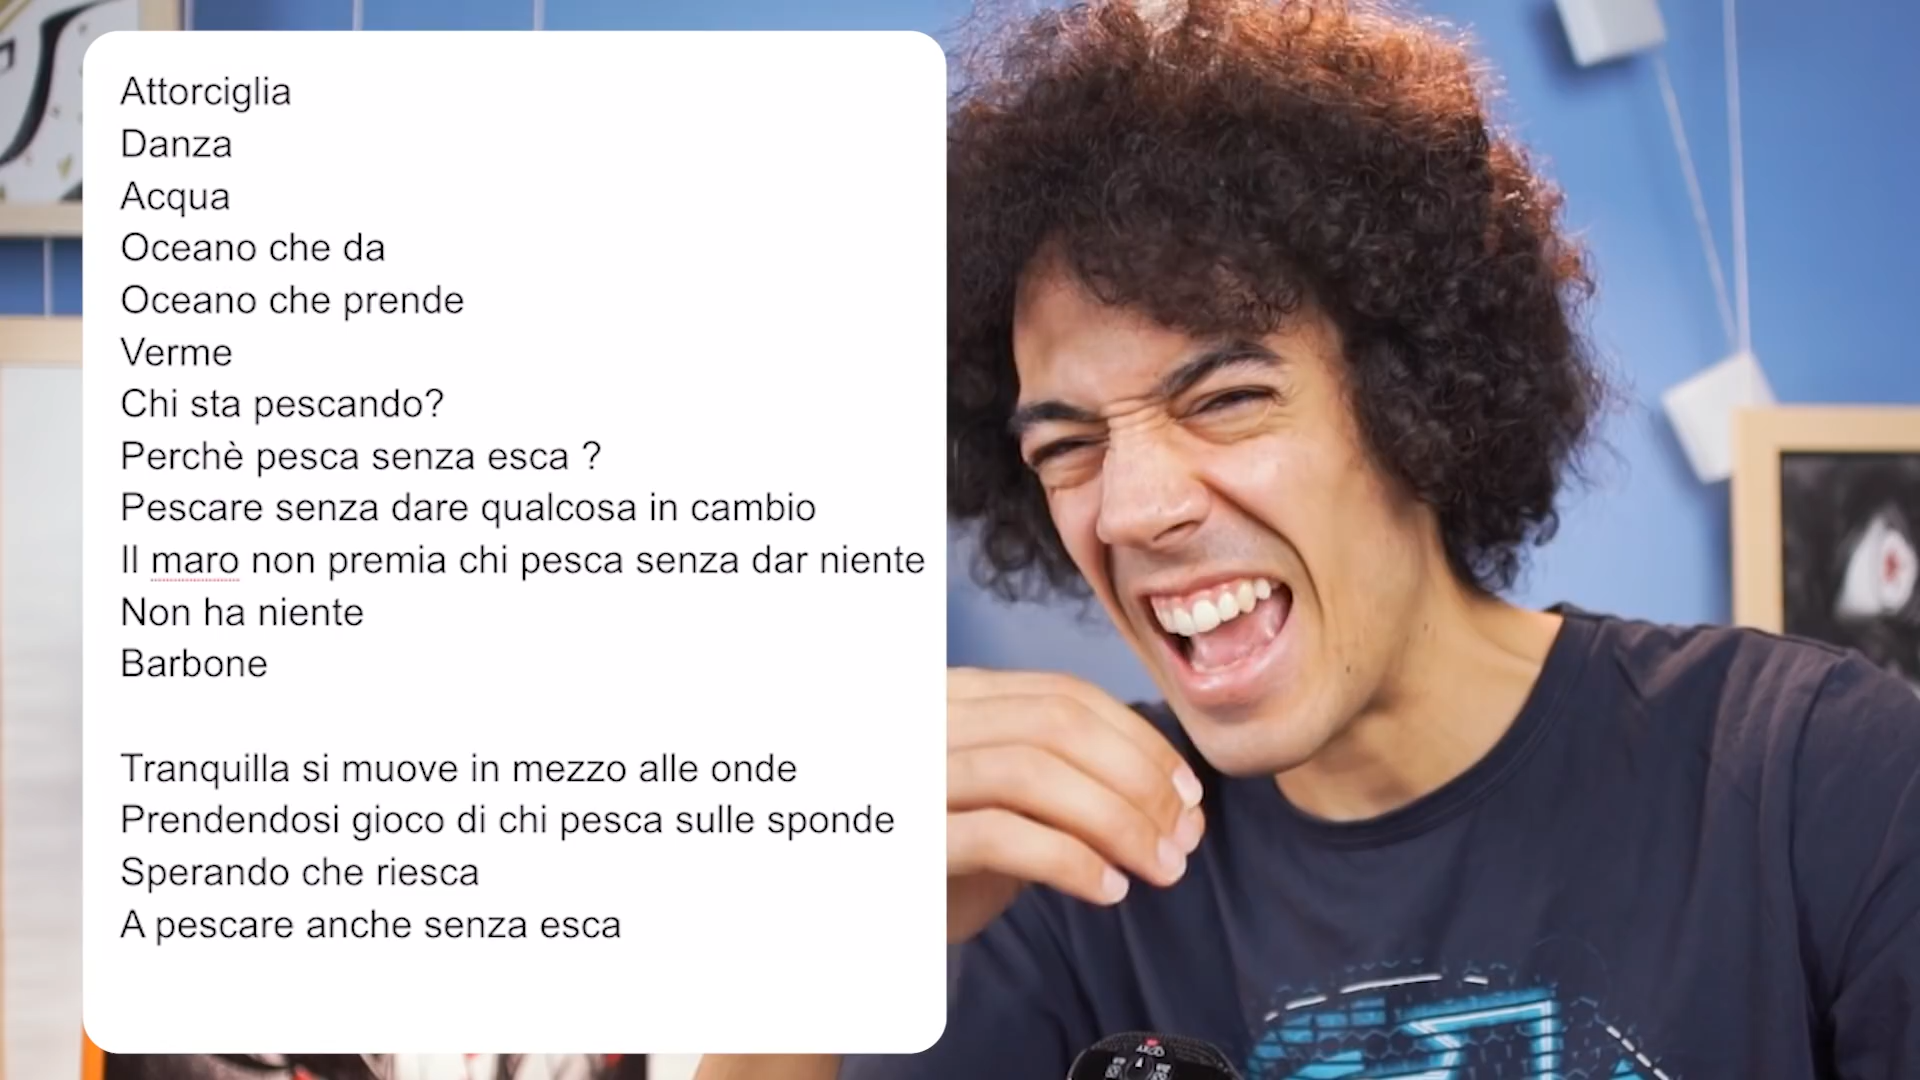 Attorciglia
Danza
Acqua
Oceano che da
Oceano che prende
Verme
Chi sta pescando?
Perchè pesca senza esca ?
Pescare senza dare qualcosa in cambio
Il maro non premia chi pesca senza dar niente
Non ha niente
Barbone
Tranquilla si muove in mezzo alle onde
Prendendosi gioco di chi pesca sulle sponde
Sperando che riesca
A pescare anche senza esca